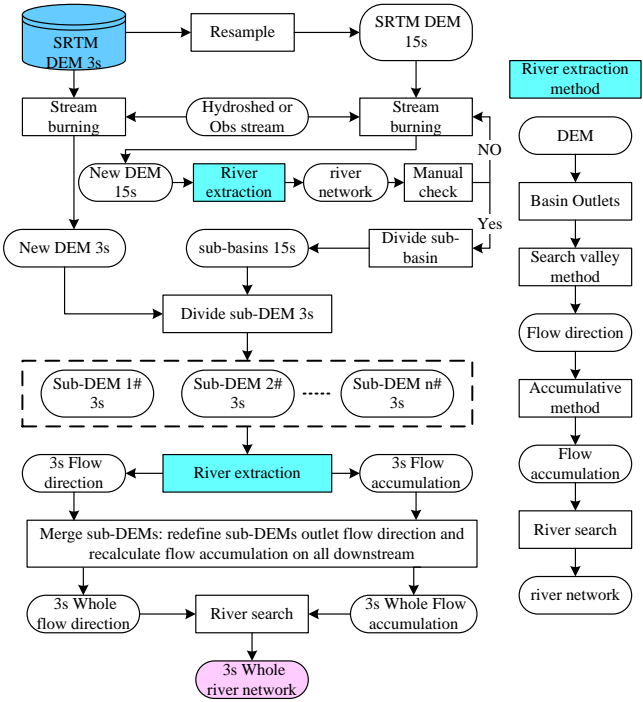 SRTM
DEM 3s
Resample
SRTM DEM
15s
Stream
burning
Hydroshed or
Obs stream
Stream
burning
NO
New DEM
15s
River
extraction
river
network
Manual
check
Yes
New DEM 3s
sub-basins 15s
Divide sub-
basin
Divide sub-DEM 3s
Sub-DEM 1#
3s
Sub-DEM 2#
3s
Sub-DEM n#
3s
3s Flow
direction
River extraction
3s Flow
accumulation
Merge sub-DEMs: redefine sub-DEMs outlet flow direction and
recalculate flow accumulation on all downstream
3s Whole
flow direction
River search
3s Whole Flow
accumulation
3s Whole
river network
River extraction
method
DEM
Basin Outlets
Search valley
method
Flow direction
Accumulative
method
Flow
accumulation
River search
river network